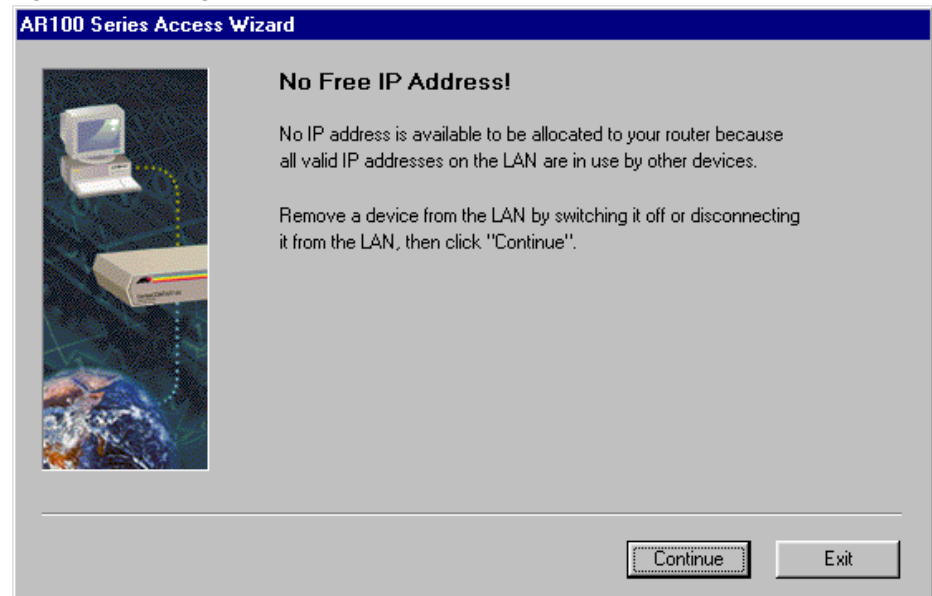 AR100 Series Access Wizard
No Free IP Address!
No IP address is available to be allocated to your router because
all valid IP addresses on the LAN are in use by other devices.
Remove a device from the LAN by switching it off or disconnecting
it from the LAN, then click "Continue".
Continue
Exit